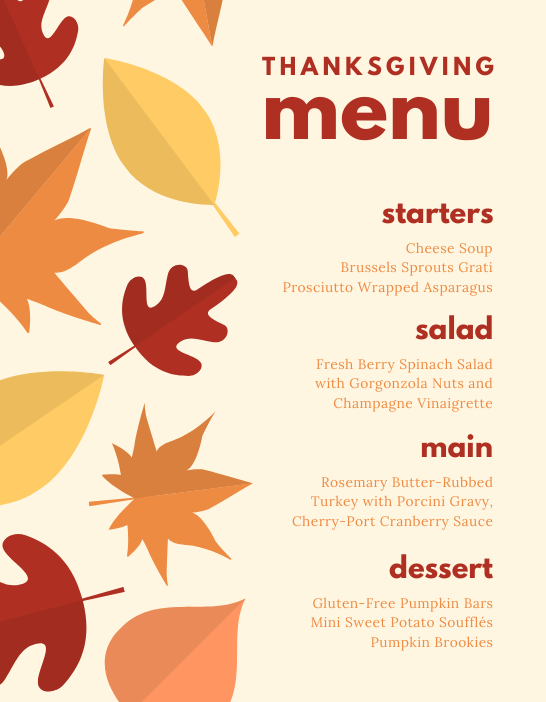 THANKSGIVING
menu
starters
Cheese Soup
Brussels Sprouts Grati
Prosciutto Wrapped Asparagus
salad
Fresh Berry Spinach Salad
with Gorgonzola Nuts and
Champagne Vinaigrette
main
Rosemary Butter-Rubbed
Turkey with Porcini Gravy,
Cherry-Port Cranberry Sauce
dessert
Gluten-Free Pumpkin Bars
Mini Sweet Potato Soufflés
Pumpkin Brookies